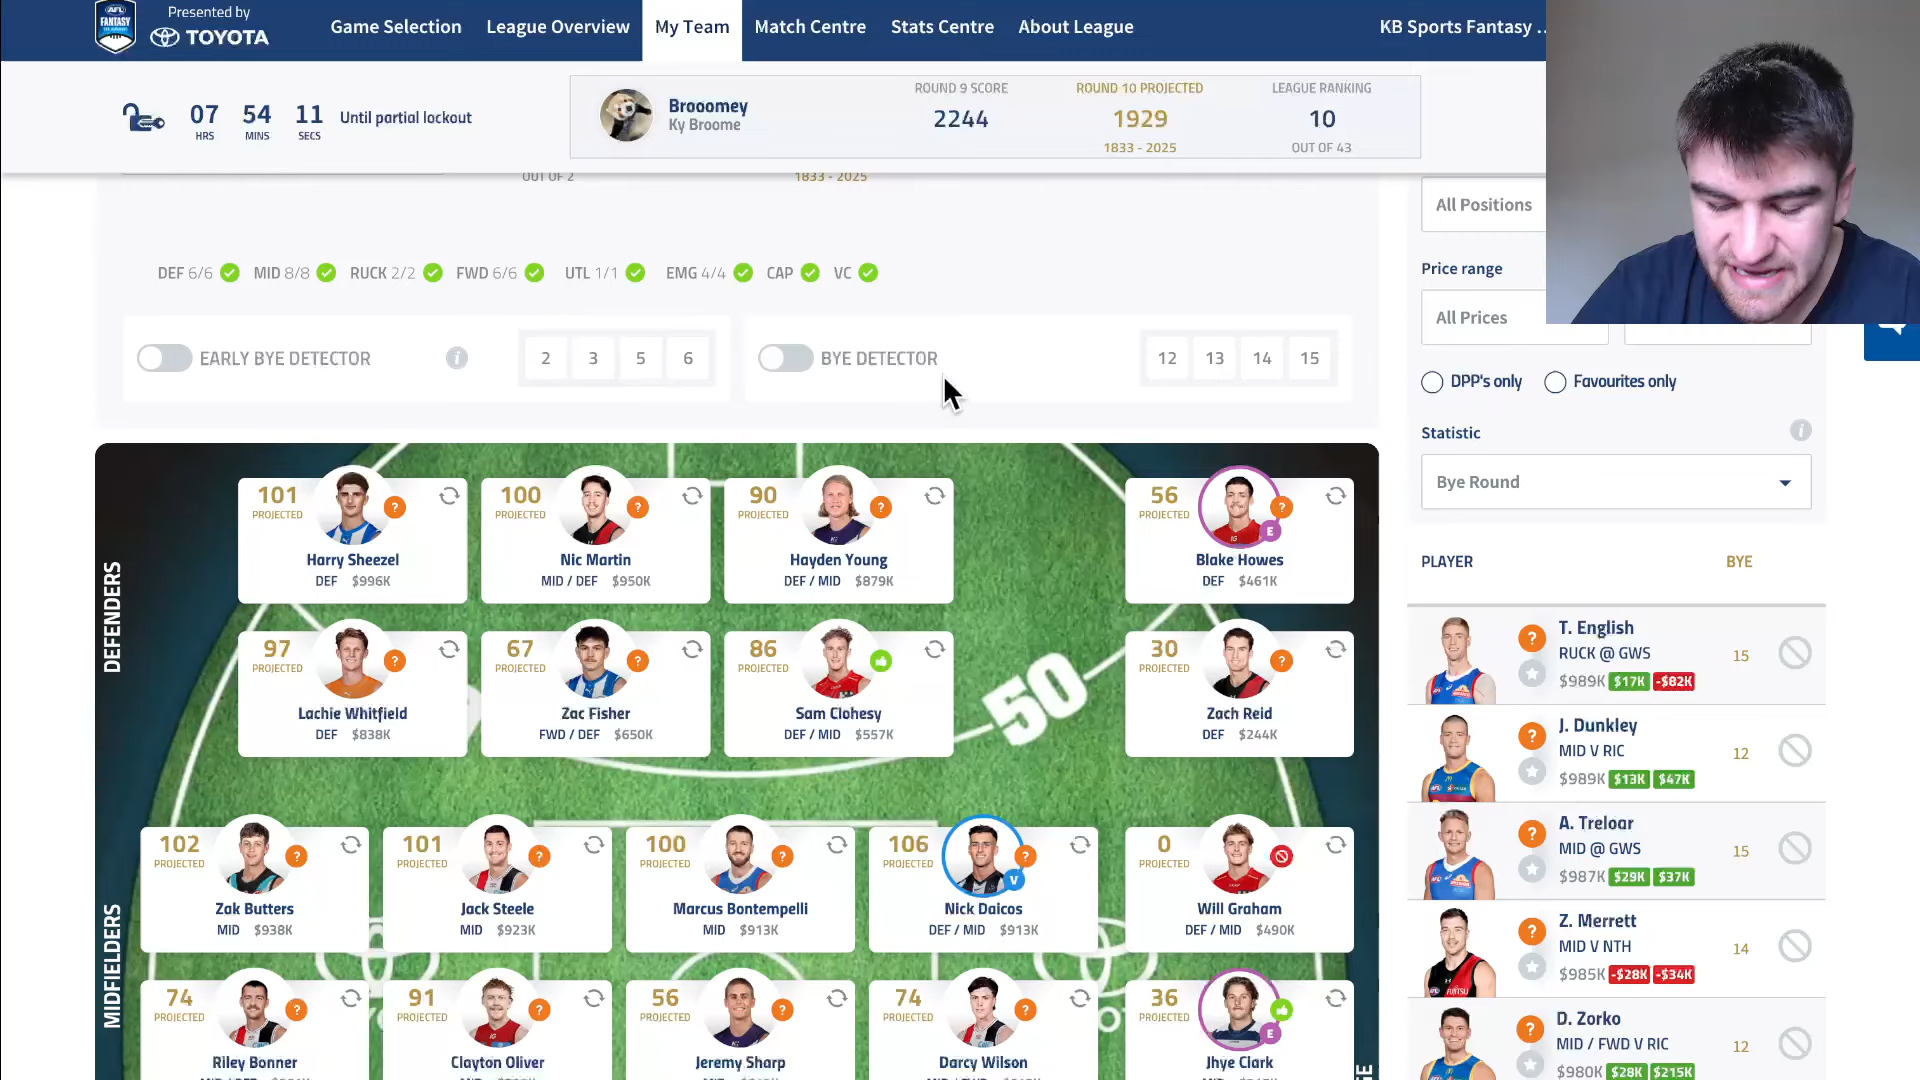 AFL
FANTASY
Presented by
TOYOTA
Game Selection
League Overview
My Team
Match Centre
Stats Centre
About League
KB Sports Fantasy ..
07
HRS
54
MINS
11
SECS
Until partial lockout
Brooomey
Ky Broome
ROUND 9 SCORE
2244
ROUND 10 PROJECTED
1929
1833 - 2025
LEAGUE RANKING
10
OUT OF 43
OUT OF 2
1833 - 2025
DEF 6/6
MID 8/8
RUCK 2/2
FWD 6/6
UTL 1/1
EMG 4/4
CAP
VC
EARLY BYE DETECTOR
i
2
3
5
6
BYE DETECTOR
12
13
14
15
DEFENDERS
101
PROJECTED
?
Harry Sheezel
DEF $996K
100
PROJECTED
?
Nic Martin
MID / DEF $950K
90
PROJECTED
?
Hayden Young
DEF / MID $879K
56
PROJECTED
?
E
Blake Howes
DEF $461K
97
PROJECTED
?
Lachie Whitfield
DEF $838K
67
PROJECTED
?
Zac Fisher
FWD / DEF $650K
86
PROJECTED
Sam Clohesy
DEF / MID $557K
50
30
PROJECTED
?
Zach Reid
DEF $244K
MIDFIELDERS
102
PROJECTED
?
Zak Butters
MID $938K
101
PROJECTED
?
Jack Steele
MID $923K
100
PROJECTED
?
Marcus Bontempelli
MID $913K
106
PROJECTED
?
V
Nick Daicos
DEF / MID $913K
0
PROJECTED
Will Graham
DEF / MID $490K
74
PROJECTED
?
Riley Bonner
91
PROJECTED
?
Clayton Oliver
56
PROJECTED
?
Jeremy Sharp
74
PROJECTED
?
Darcy Wilson
36
PROJECTED
E
Jhye Clark
All Positions
Price range
All Prices
DPP's only
Favourites only
Statistic
i
Bye Round
PLAYER
BYE
?
T. English
RUCK @ GWS
$989K $17K -$82K
15
?
J. Dunkley
MID V RIC
$989K $13K $47K
12
?
A. Treloar
MID @ GWS
$987K $29K $37K
15
?
Z. Merrett
MID V NTH
$985K -$28K -$34K
14
?
D. Zorko
MID / FWD V RIC
$980K $28K $215K
12